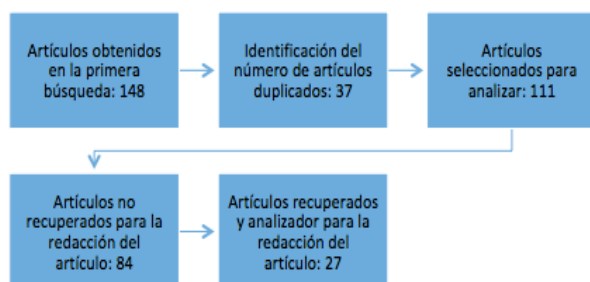 Artículos obtenidos
en la primera
búsqueda: 148
Identificación del
número de artículos
duplicados: 37
Artículos
seleccionados para
analizar: 111
Artículos no
recuperados para la
redacción del
artículo: 84
Artículos recuperados
y analizador para la
redacción del
artículo: 27